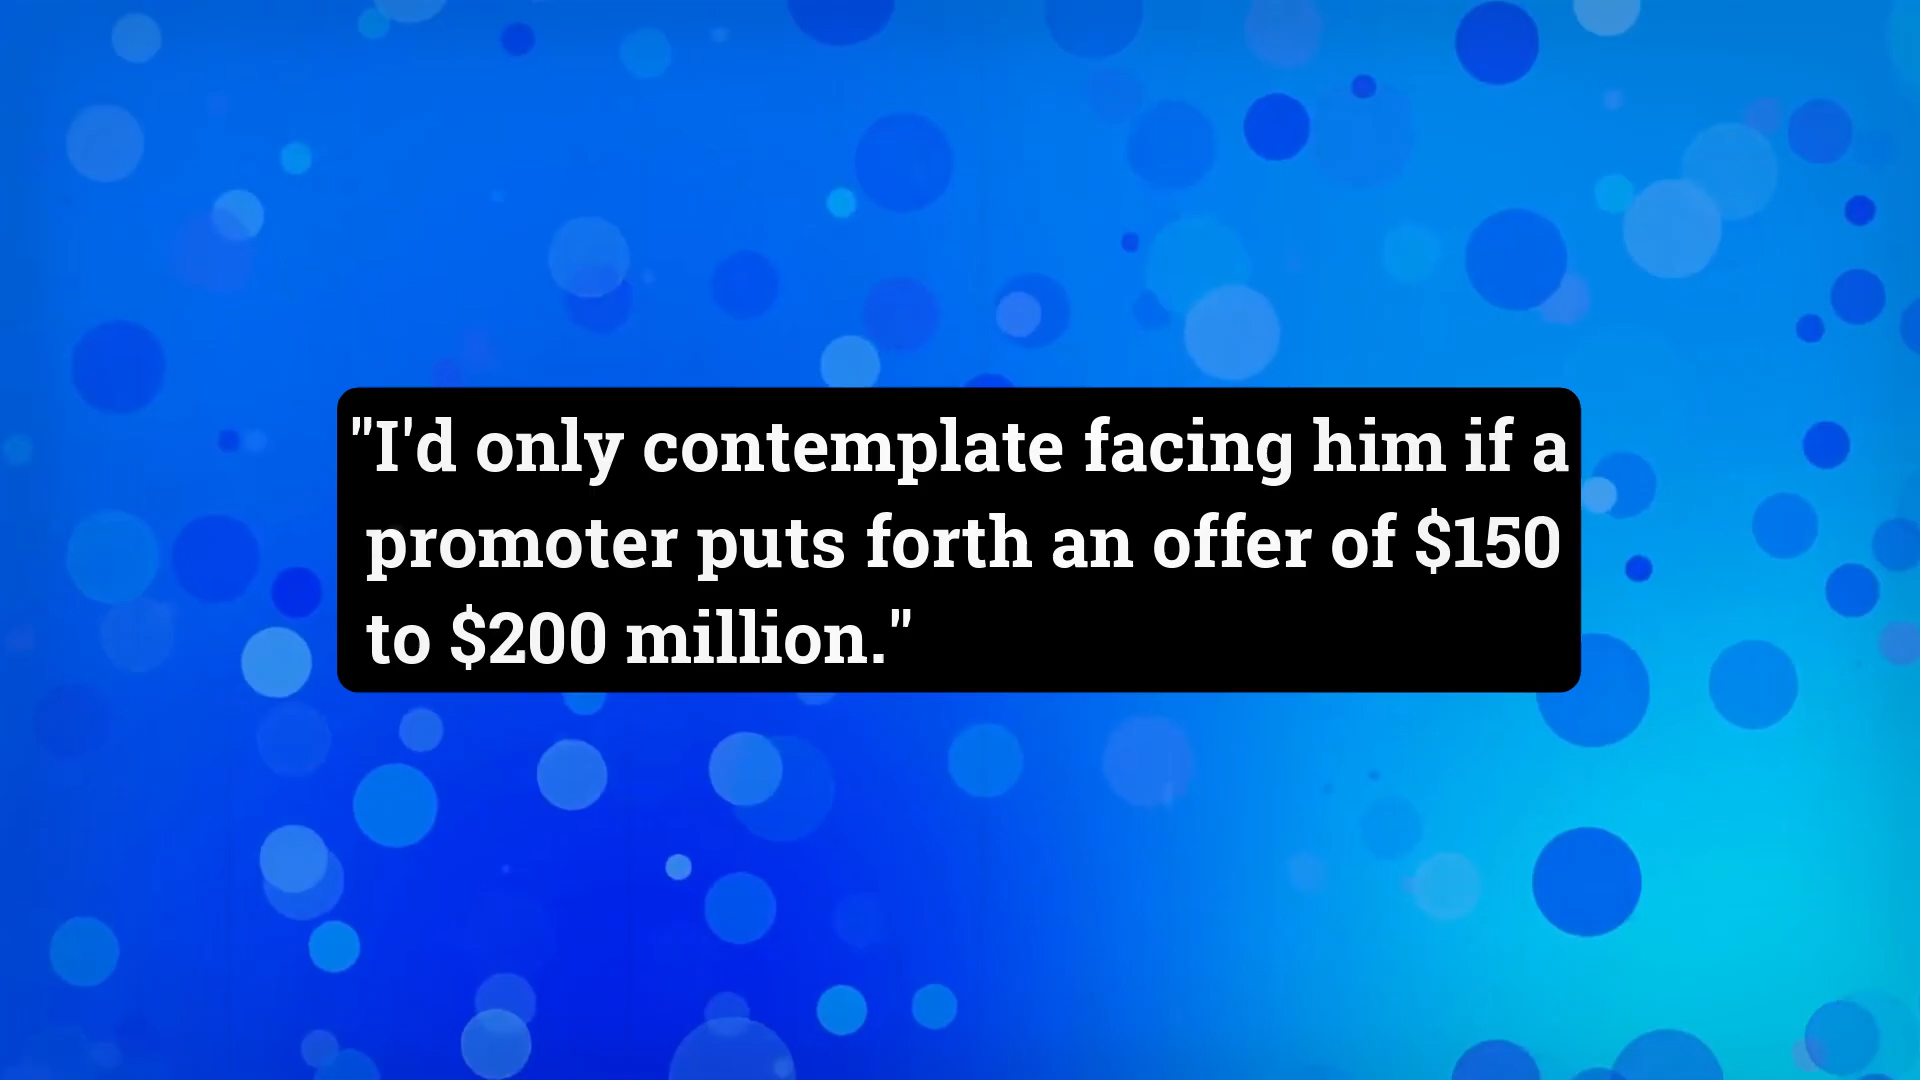 "I'd only contemplate facing him if a
promoter puts forth an offer of $150
to $200 million."